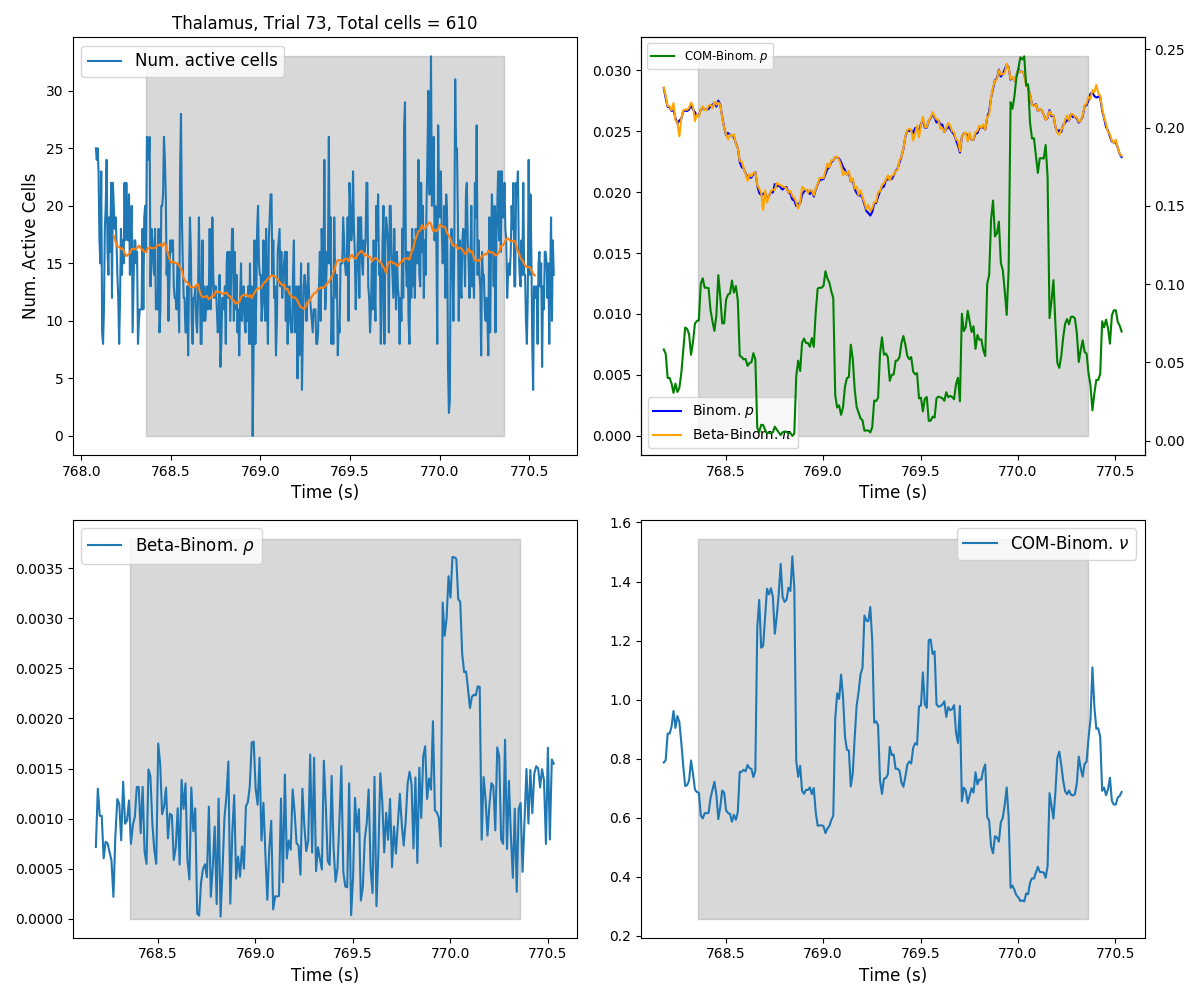 Thalamus, Trial 73, Total cells = 610
Num. active cells
Num. Active Cells
30
25
20
15
10
5
0
768.0 768.5 769.0 769.5 770.0 770.5
Time (s)
COM-Binom. p
0.030
0.025
0.020
0.015
0.010
0.005
0.000
0.25
0.20
0.15
0.10
0.05
0.00
Binom. p
Beta-Binom. π
768.5 769.0 769.5 770.0 770.5
Time (s)
Beta-Binom. ρ
0.0035
0.0030
0.0025
0.0020
0.0015
0.0010
0.0005
0.0000
768.5 769.0 769.5 770.0 770.5
Time (s)
COM-Binom. ν
1.6
1.4
1.2
1.0
0.8
0.6
0.4
0.2
768.5 769.0 769.5 770.0 770.5
Time (s)